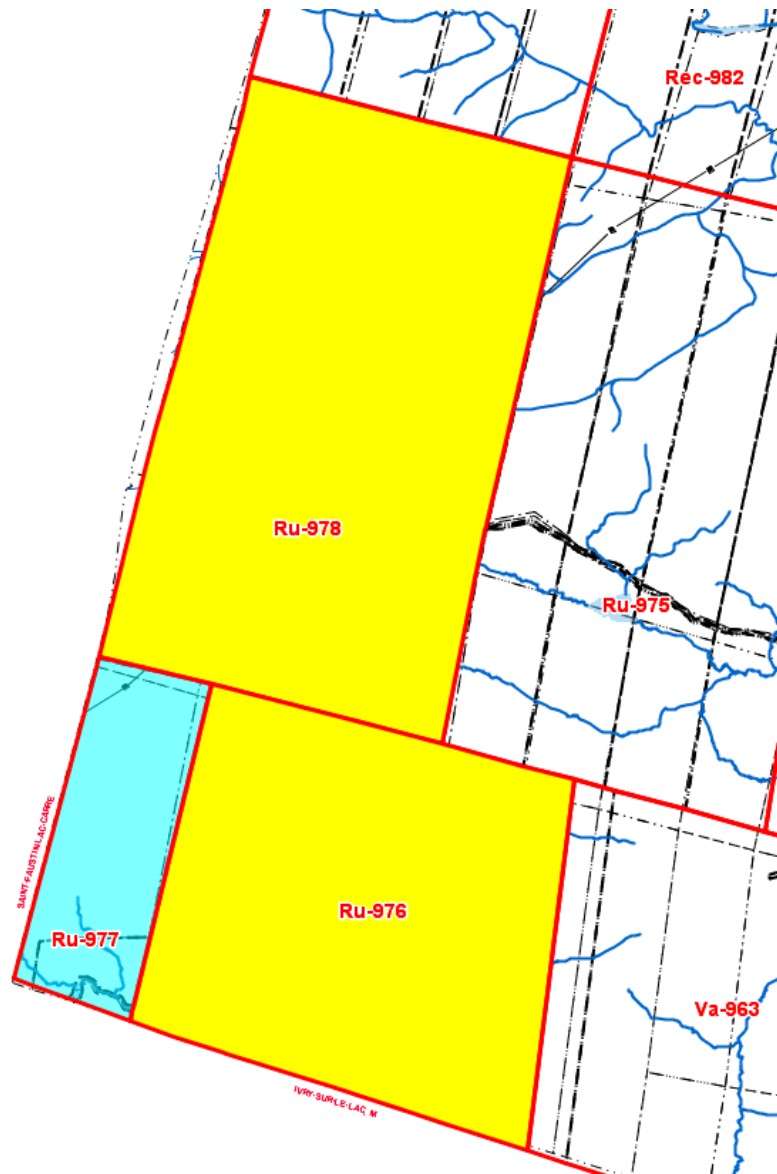 Rec-982
Ru-978
Ru-975
SAINT-FAUSTIN-LAC-CARRE
Ru-976
Ru-977
Va-963
IVRY-SUR-LE-LAC, M